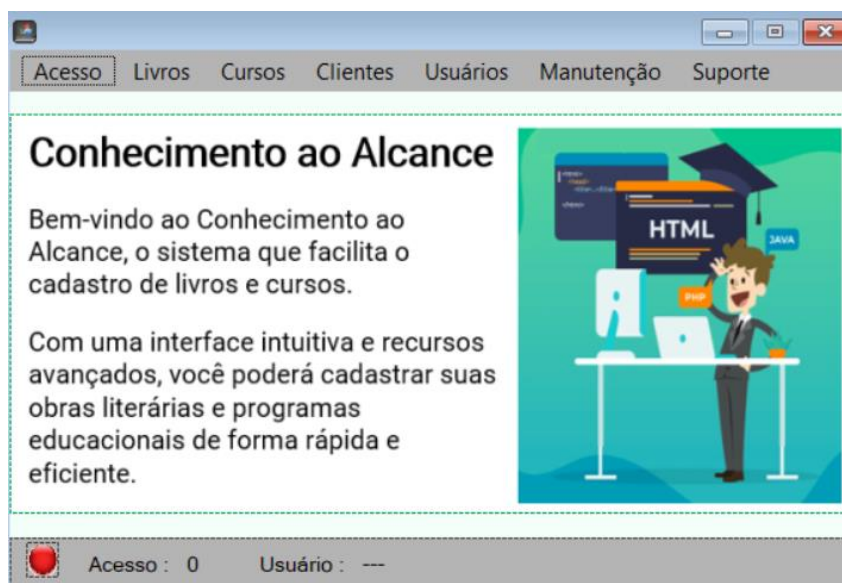 Acesso Livros Cursos Clientes Usuários Manutenção Suporte
Conhecimento ao Alcance
Bem-vindo ao Conhecimento ao
Alcance, o sistema que facilita o
cadastro de livros e cursos.
Com uma interface intuitiva e recursos
avançados, você poderá cadastrar suas
obras literárias e programas
educacionais de forma rápida e
eficiente.
HTML
JAVA
PHP
Acesso : 0 Usuário : ---